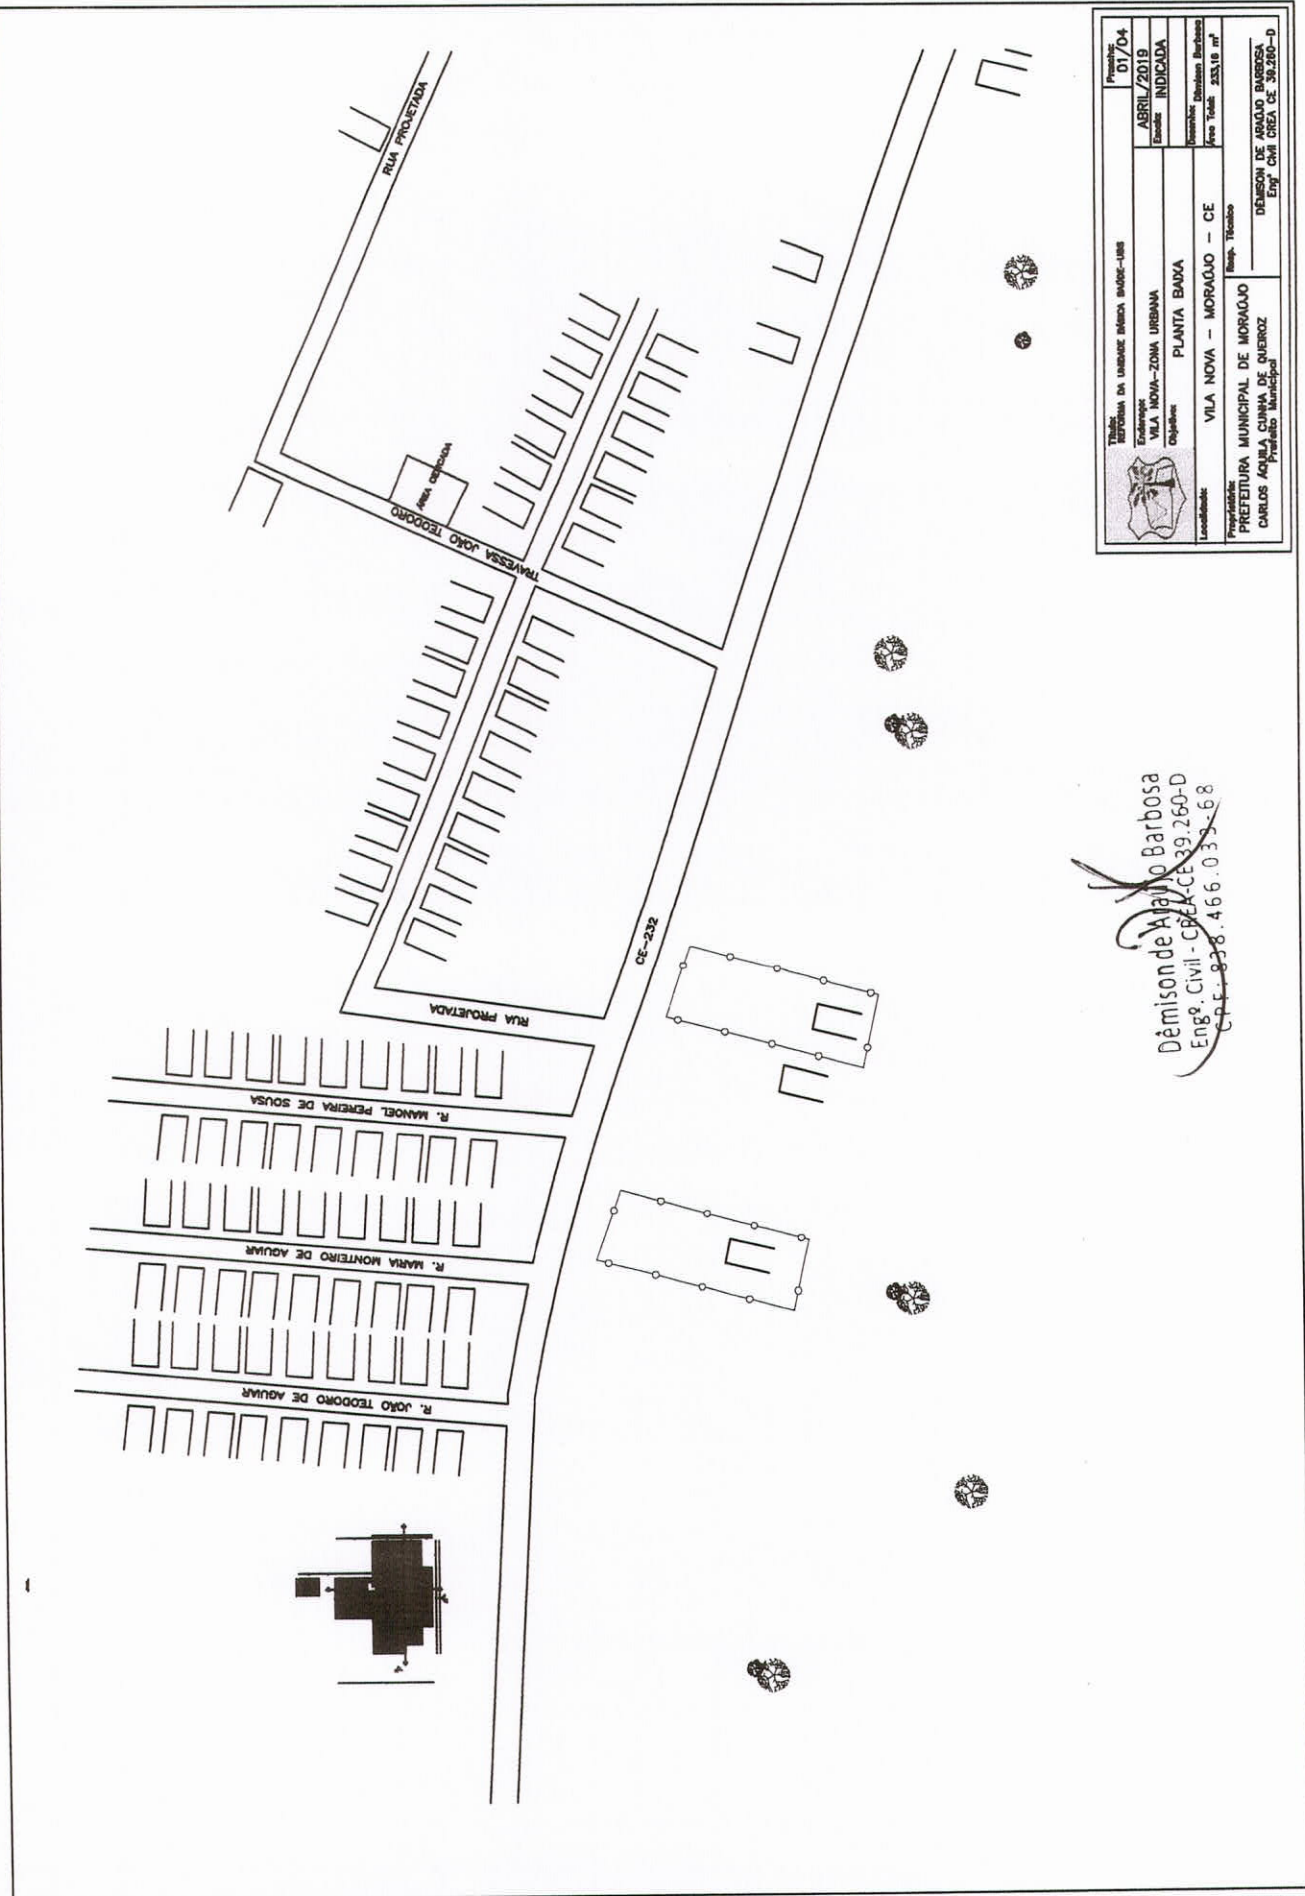 RUA PROJETADA
ÁREA CERCADA
TRAVESSA JOÃO TEODORO
RUA PROJETADA
CE-232
R. MANOEL PEREIRA DE SOUSA
R. MARIA MONTEIRO DE AGUIAR
R. JOÃO TEODORO DE AGUIAR
Título:
REFORMA DA UNIDADE BÁSICA SAÚDE-UBS
Prancha:
01/04
Endereço:
VILA NOVA-ZONA URBANA
ABRIL/2019
Escala: INDICADA
Objetivo:
PLANTA BAIXA
Desenho: Dêmison Barbosa
Localidade:
VILA NOVA - MORAÚJO - CE
Área Total: 233,16 m²
Proprietário:
PREFEITURA MUNICIPAL DE MORAÚJO
CARLOS ÁQUILA CUNHA DE QUEIROZ
Prefeito Municipal
Resp. Técnico
DÊMISON DE ARAÚJO BARBOSA
Eng° Civil CREA CE 39.260-D
Dêmison de Araújo Barbosa
Engº. Civil - CREA-CE 39.260-D
CPF: 838.466.033-68